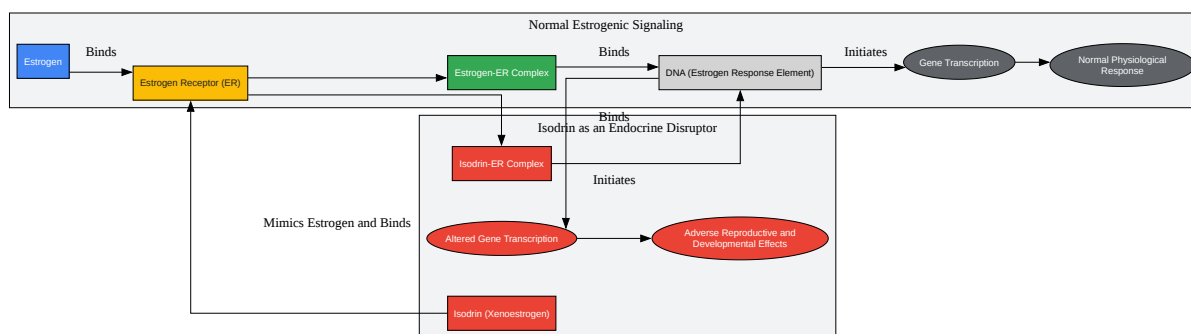 Normal Estrogenic Signaling
Estrogen
Binds
Estrogen Receptor (ER)
Estrogen-ER Complex
Binds
DNA (Estrogen Response Element)
Initiates
Gene Transcription
Normal Physiological
Response
Binds
Isodrin as an Endocrine Disruptor
Isodrin-ER Complex
Initiates
Mimics Estrogen and Binds
Altered Gene Transcription
Adverse Reproductive and
Developmental Effects
Isodrin (Xenoestrogen)